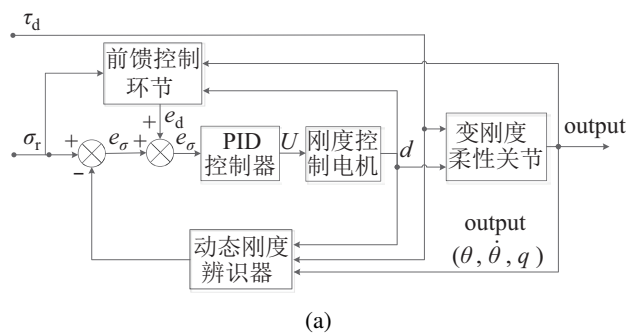 τd
前馈控制
环节
+
ed
σr
+
eσ
+
eσ
−
PID
控制器
U
刚度控
制电机
d
变刚度
柔性关节
output
动态刚度
辨识器
output
(θ, θ̇, q)
(a)